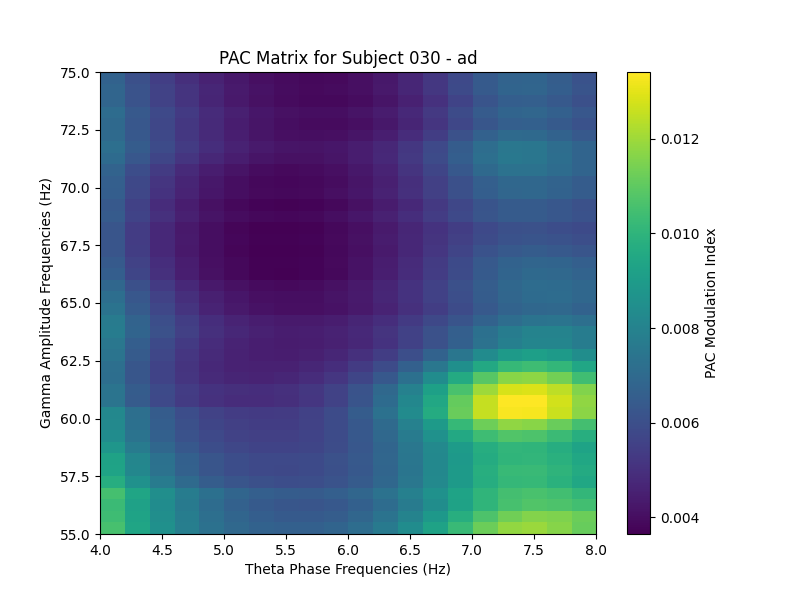 PAC Matrix for Subject 030 - ad
75.0
72.5
70.0
67.5
65.0
62.5
60.0
57.5
55.0
Gamma Amplitude Frequencies (Hz)
4.0 4.5 5.0 5.5 6.0 6.5 7.0 7.5 8.0
Theta Phase Frequencies (Hz)
0.012
0.010
0.008
0.006
0.004
PAC Modulation Index